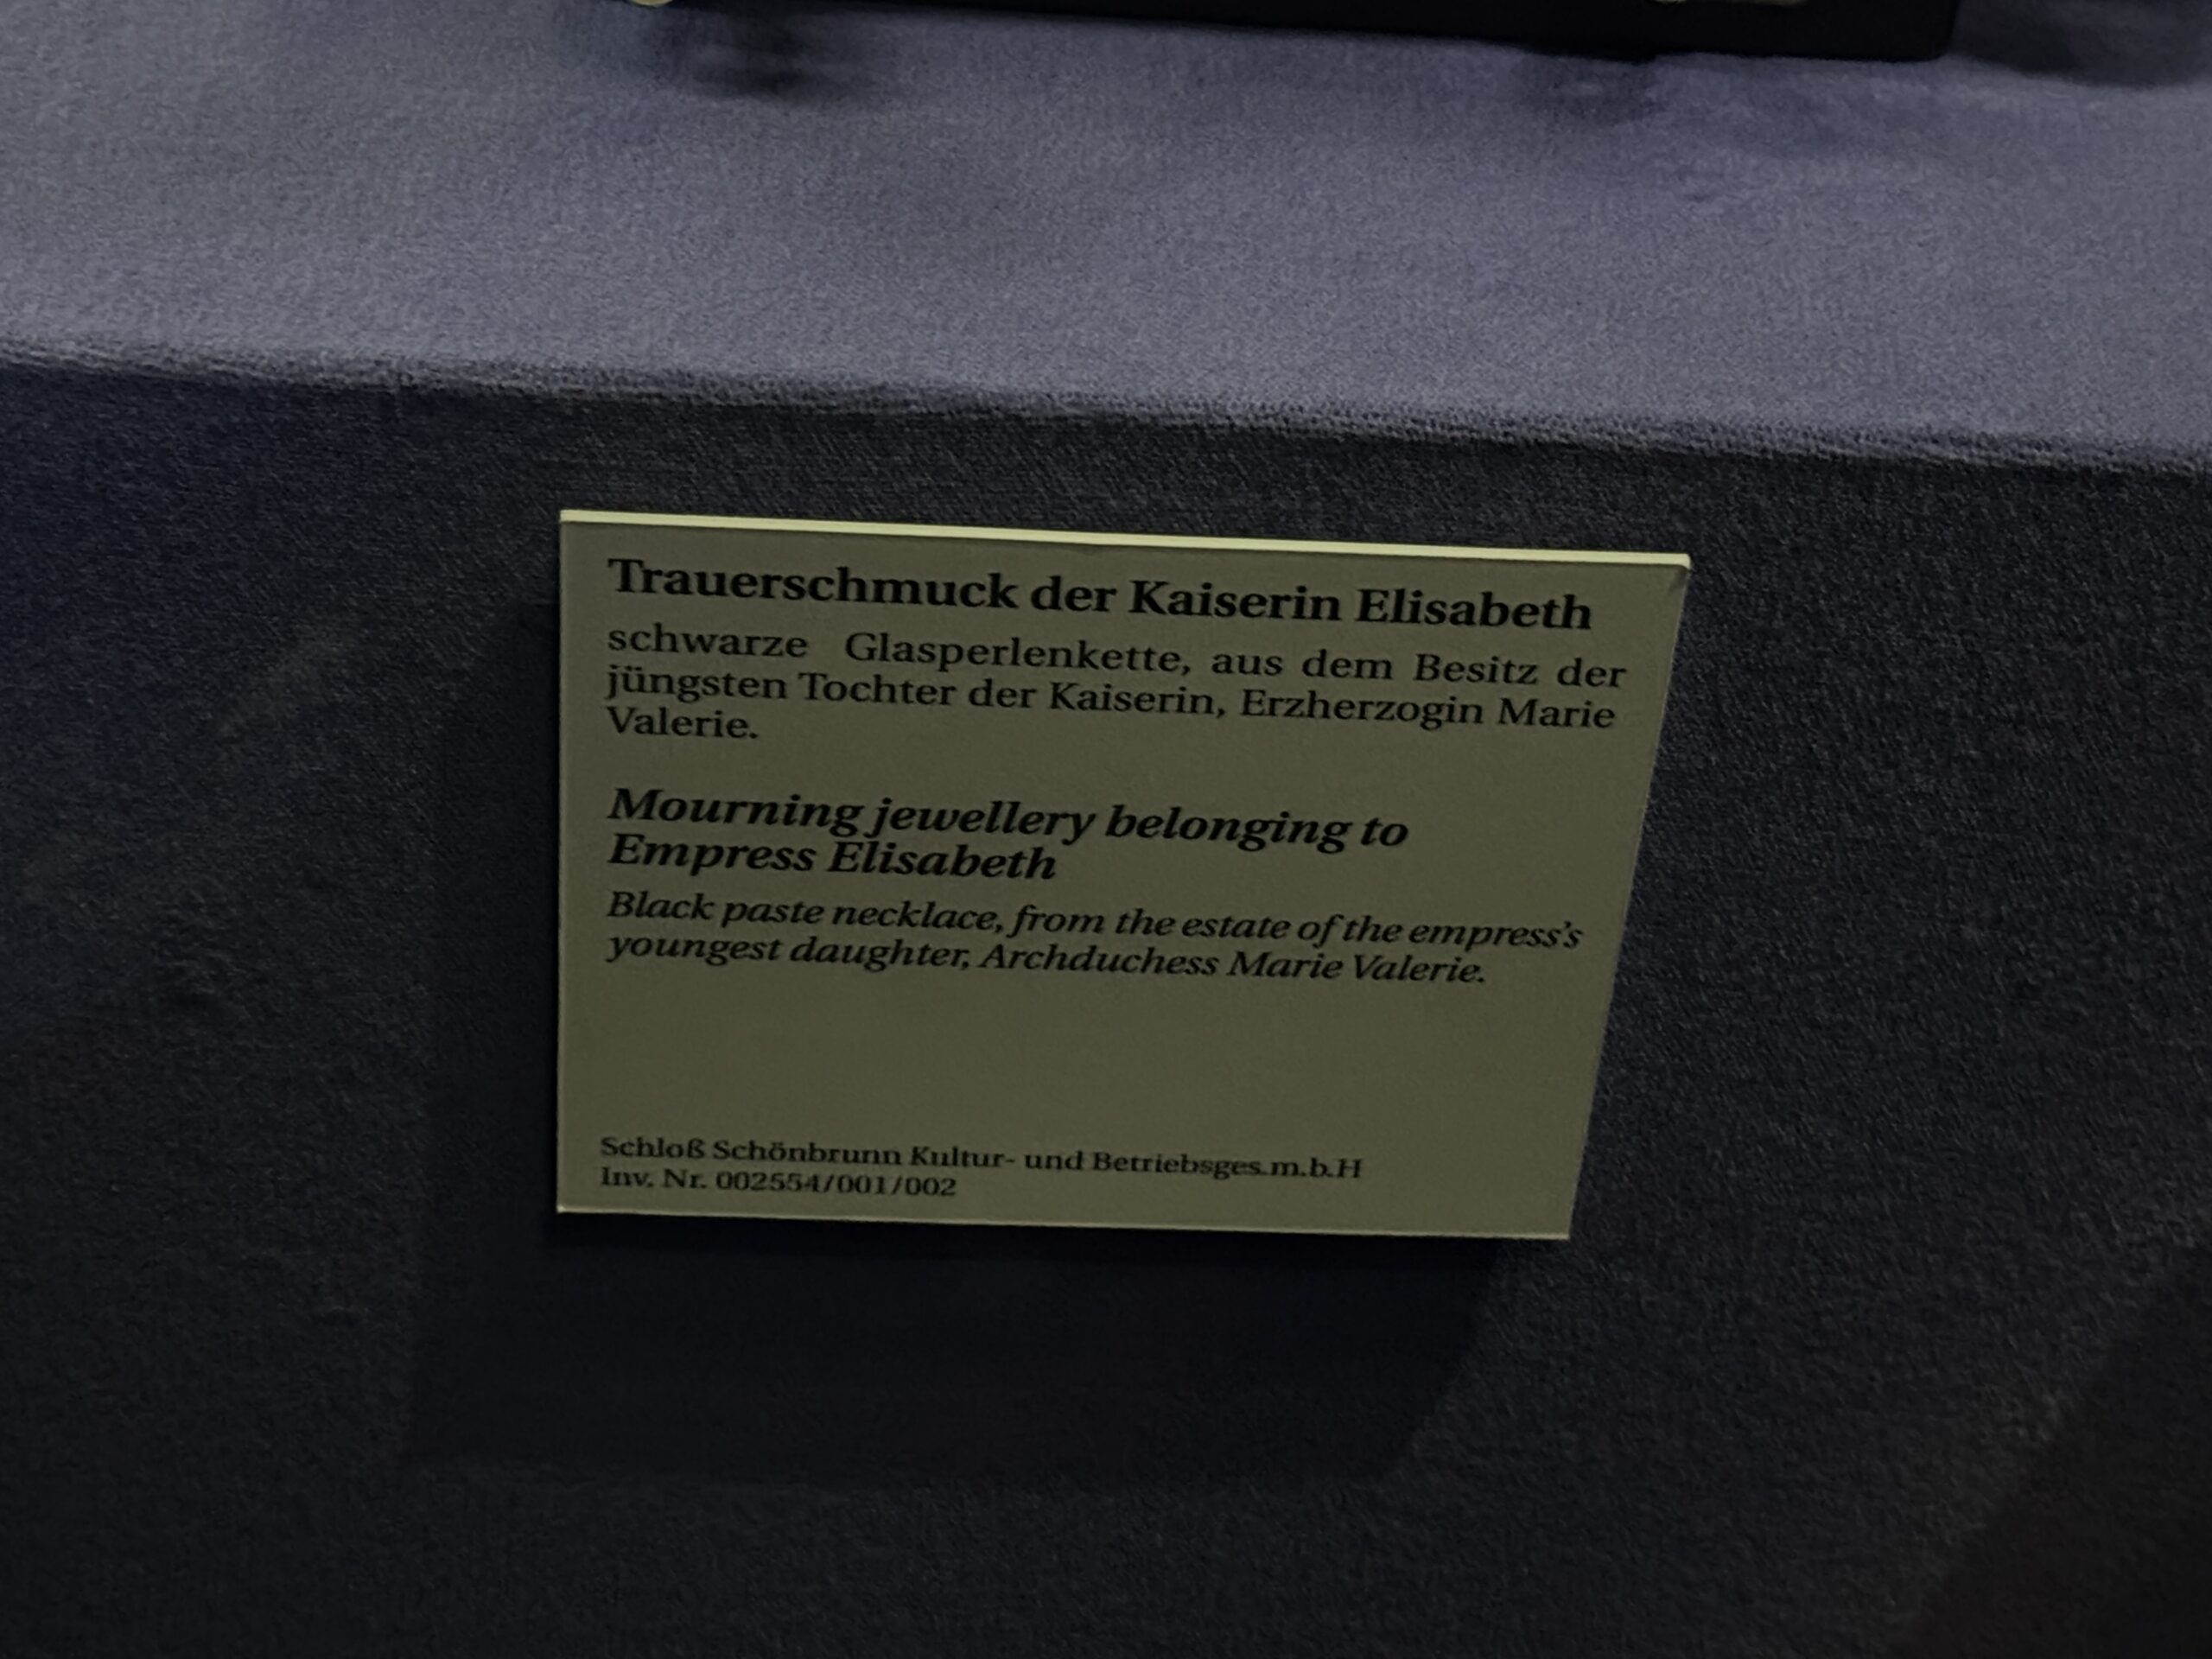 Trauerschmuck der Kaiserin Elisabeth
schwarze Glasperlenkette, aus dem Besitz der
jüngsten Tochter der Kaiserin, Erzherzogin Marie
Valerie.
Mourning jewellery belonging to
Empress Elisabeth
Black paste necklace, from the estate of the empress's
youngest daughter, Archduchess Marie Valerie.
Schloß Schönbrunn Kultur- und Betriebsges.m.b.H
Inv. Nr. 002554/001/002